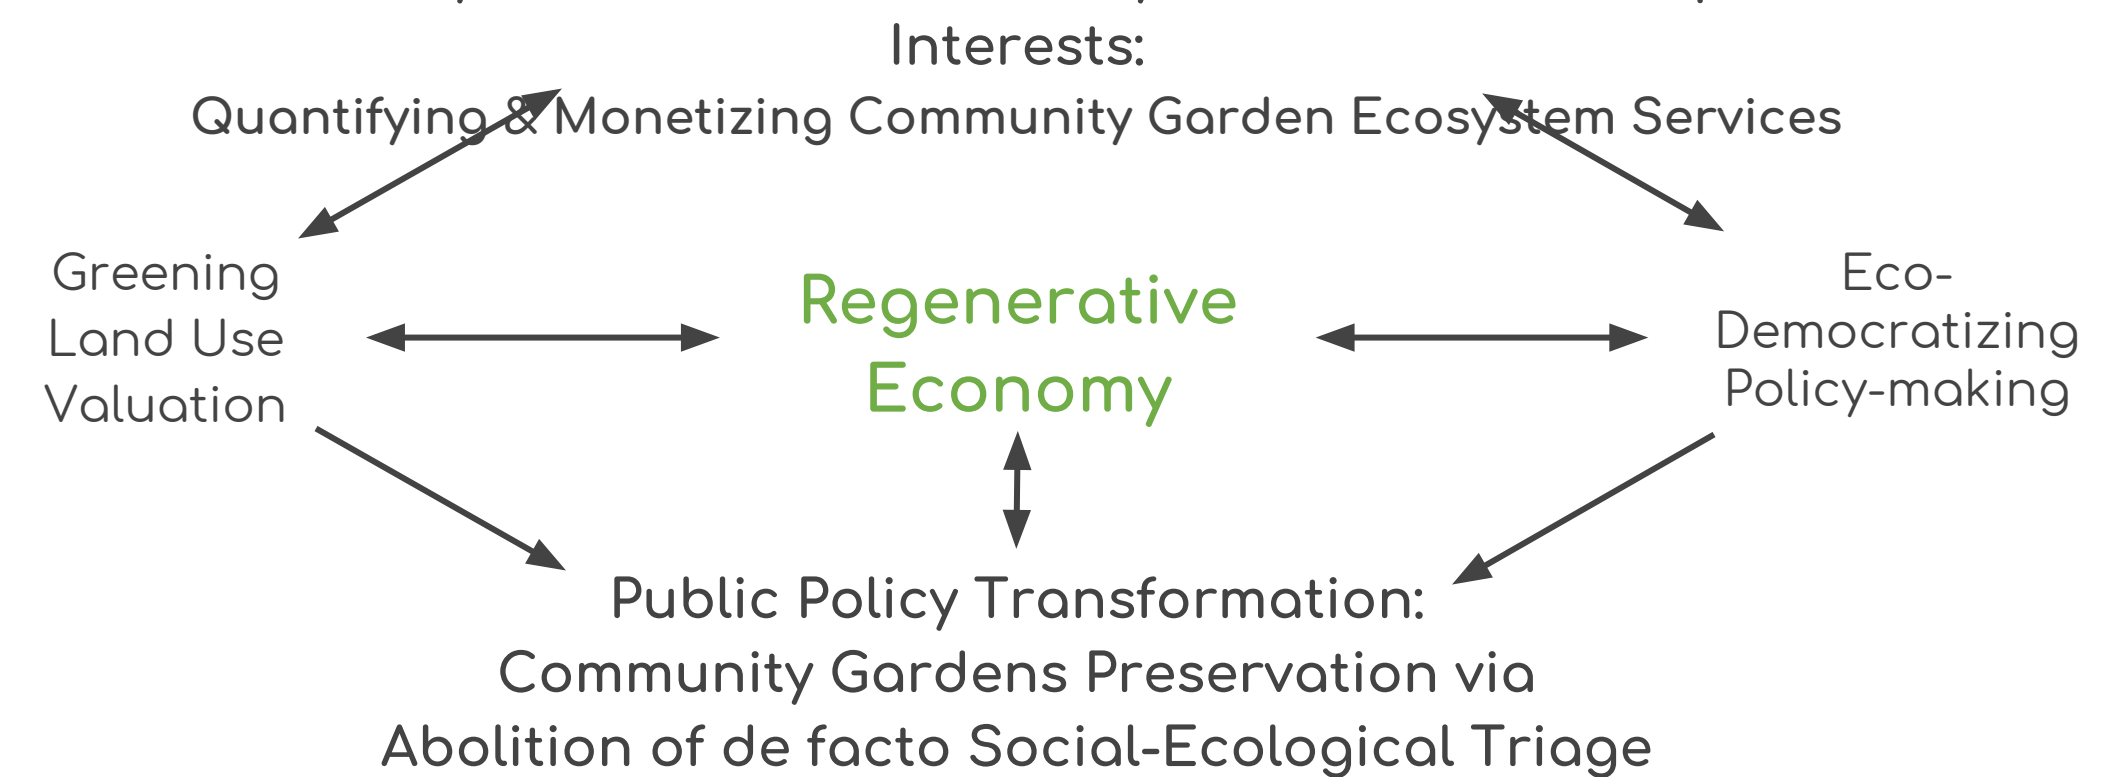 Interests:
Quantifying & Monetizing Community Garden Ecosystem Services
Greening
Land Use
Valuation
Regenerative
Economy
Eco-
Democratizing
Policy-making
Public Policy Transformation:
Community Gardens Preservation via
Abolition of de facto Social-Ecological Triage